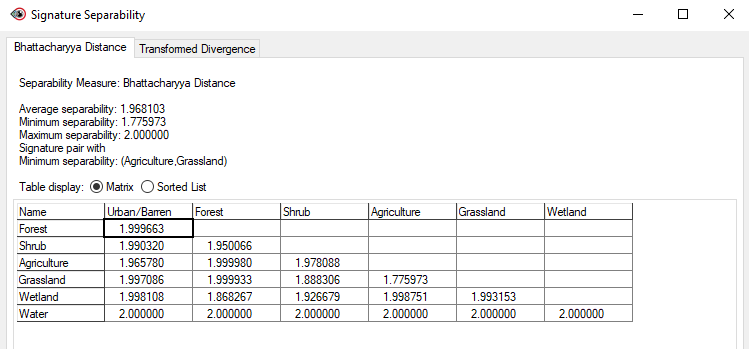 Signature Separability
Bhattacharyya Distance Transformed Divergence
Separability Measure: Bhattacharyya Distance
Average separability: 1.968103
Minimum separability: 1.775973
Maximum separability: 2.000000
Signature pair with
Minimum separability: (Agriculture,Grassland)
Table display: Matrix Sorted List
Name Urban/Barren Forest Shrub Agriculture Grassland Wetland
Forest 1.999663
Shrub 1.990320 1.950066
Agriculture 1.965780 1.999980 1.978088
Grassland 1.997086 1.999933 1.888306 1.775973
Wetland 1.998108 1.868267 1.926679 1.998751 1.993153
Water 2.000000 2.000000 2.000000 2.000000 2.000000 2.000000